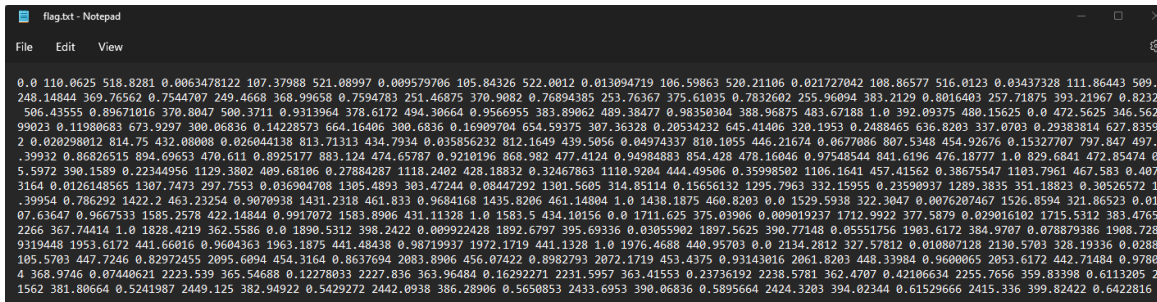 flag.txt - Notepad
File Edit View
0.0 110.0625 518.8281 0.0063478122 107.37988 521.08997 0.009579706 105.84326 522.0012 0.013094719 106.59863 520.21106 0.021727042 108.86577 516.0123 0.03437328 111.86443 509.
248.14844 369.76562 0.7544707 249.4668 368.99658 0.7594783 251.46875 370.9082 0.76894385 253.76367 375.61035 0.7832602 255.96094 383.2129 0.8016403 257.71875 393.21967 0.8232
506.43555 0.89671016 370.8047 500.3711 0.9313964 378.6172 494.30664 0.9566955 383.89062 489.38477 0.98350304 388.96875 483.67188 1.0 392.09375 480.15625 0.0 472.5625 346.562
99023 0.11980683 673.9297 300.06836 0.14228573 664.16406 300.6836 0.16909704 654.59375 307.36328 0.20534232 645.41406 320.1953 0.2488465 636.8203 337.0703 0.29383814 627.8359
2 0.020298012 814.75 432.08008 0.026044138 813.71313 434.7934 0.035856232 812.1649 439.5056 0.04974337 810.1055 446.21674 0.0677086 807.5348 454.92676 0.15327707 797.847 497.
.39932 0.86826515 894.69653 470.611 0.8925177 883.124 474.65787 0.9210196 868.982 477.4124 0.94984883 854.428 478.16046 0.97548544 841.6196 476.18777 1.0 829.6841 472.85474 0
5.5972 390.1589 0.22344956 1129.3802 409.68106 0.27884287 1118.2402 428.18832 0.32467863 1110.9204 444.49506 0.35998502 1106.1641 457.41562 0.38675547 1103.7961 467.583 0.407
3164 0.0126148565 1307.7473 297.7553 0.036904708 1305.4893 303.47244 0.08447292 1301.5605 314.85114 0.15656132 1295.7963 332.15955 0.23590937 1289.3835 351.18823 0.30526572 1
.39954 0.786292 1422.2 463.23254 0.9070938 1431.2318 461.833 0.9684168 1435.8206 461.14804 1.0 1438.1875 460.8203 0.0 1529.5938 322.3047 0.0076207467 1526.8594 321.86523 0.01
07.63647 0.9667533 1585.2578 422.14844 0.9917072 1583.8906 431.11328 1.0 1583.5 434.10156 0.0 1711.625 375.03906 0.009019237 1712.9922 377.5879 0.029016102 1715.5312 383.4765
2266 367.74414 1.0 1828.4219 362.5586 0.0 1890.5312 398.2422 0.009922428 1892.6797 395.69336 0.03055902 1897.5625 390.77148 0.05551756 1903.6172 384.9707 0.078879386 1908.728
9319448 1953.6172 441.66016 0.9604363 1963.1875 441.48438 0.98719937 1972.1719 441.1328 1.0 1976.4688 440.95703 0.0 2134.2812 327.57812 0.010807128 2130.5703 328.19336 0.0288
105.5703 447.7246 0.82972455 2095.6094 454.3164 0.8637694 2083.8906 456.07422 0.8982793 2072.1719 453.4375 0.93143016 2061.8203 448.33984 0.9600065 2053.6172 442.71484 0.9780
4 368.9746 0.07440621 2223.539 365.54688 0.12278033 2227.836 363.96484 0.16292271 2231.5957 363.41553 0.23736192 2238.5781 362.4707 0.42106634 2255.7656 359.83398 0.6113205 2
1562 381.80664 0.5241987 2449.125 382.94922 0.5429272 2442.0938 386.28906 0.5650853 2433.6953 390.06836 0.5895664 2424.3203 394.02344 0.61529666 2415.336 399.82422 0.6422816